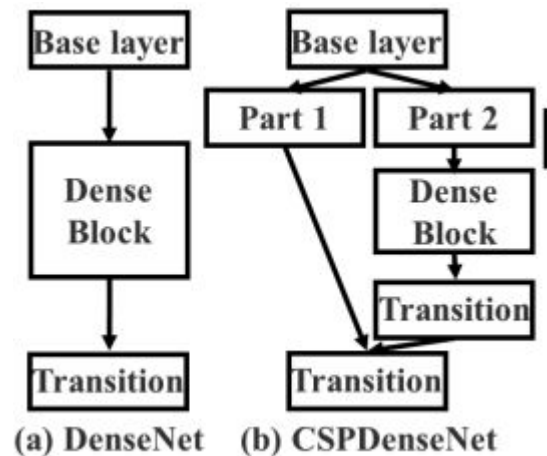 Base layer
Dense
Block
Transition
(a) DenseNet
Base layer
Part 1
Part 2
Dense
Block
Transition
Transition
(b) CSPDenseNet